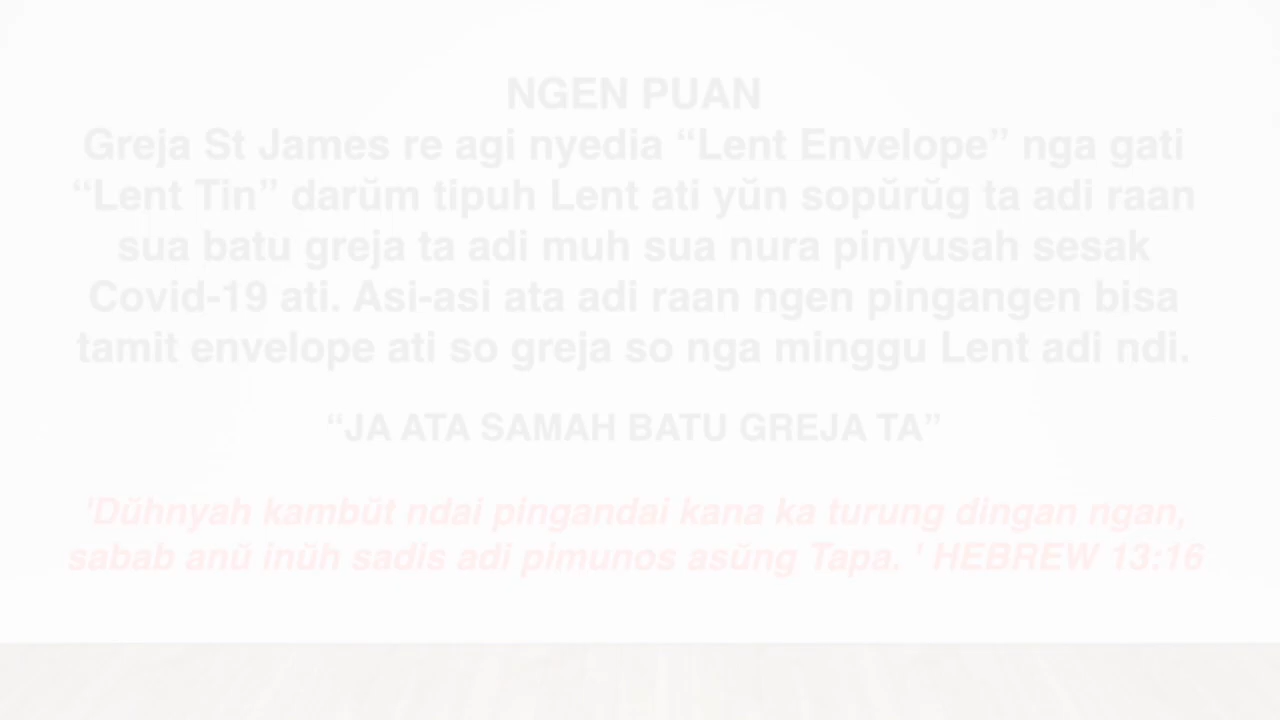 NGEN PUAN
Greja St James re agi nyedia “Lent Envelope” nga gati
“Lent Tin” darŭm tipuh Lent ati yŭn sopŭrŭg ta adi raan
sua batu greja ta adi muh sua nura pinyusah sesak
Covid-19 ati. Asi-asi ata adi raan ngen pingangen bisa
tamit envelope ati so greja so nga minggu Lent adi ndi.
“JA ATA SAMAH BATU GREJA TA”
'Dŭhnyah kambŭt ndai pingandai kana ka turung dingan ngan,
sabab anŭ inŭh sadis adi pimunos asŭng Tapa. ' HEBREW 13:16